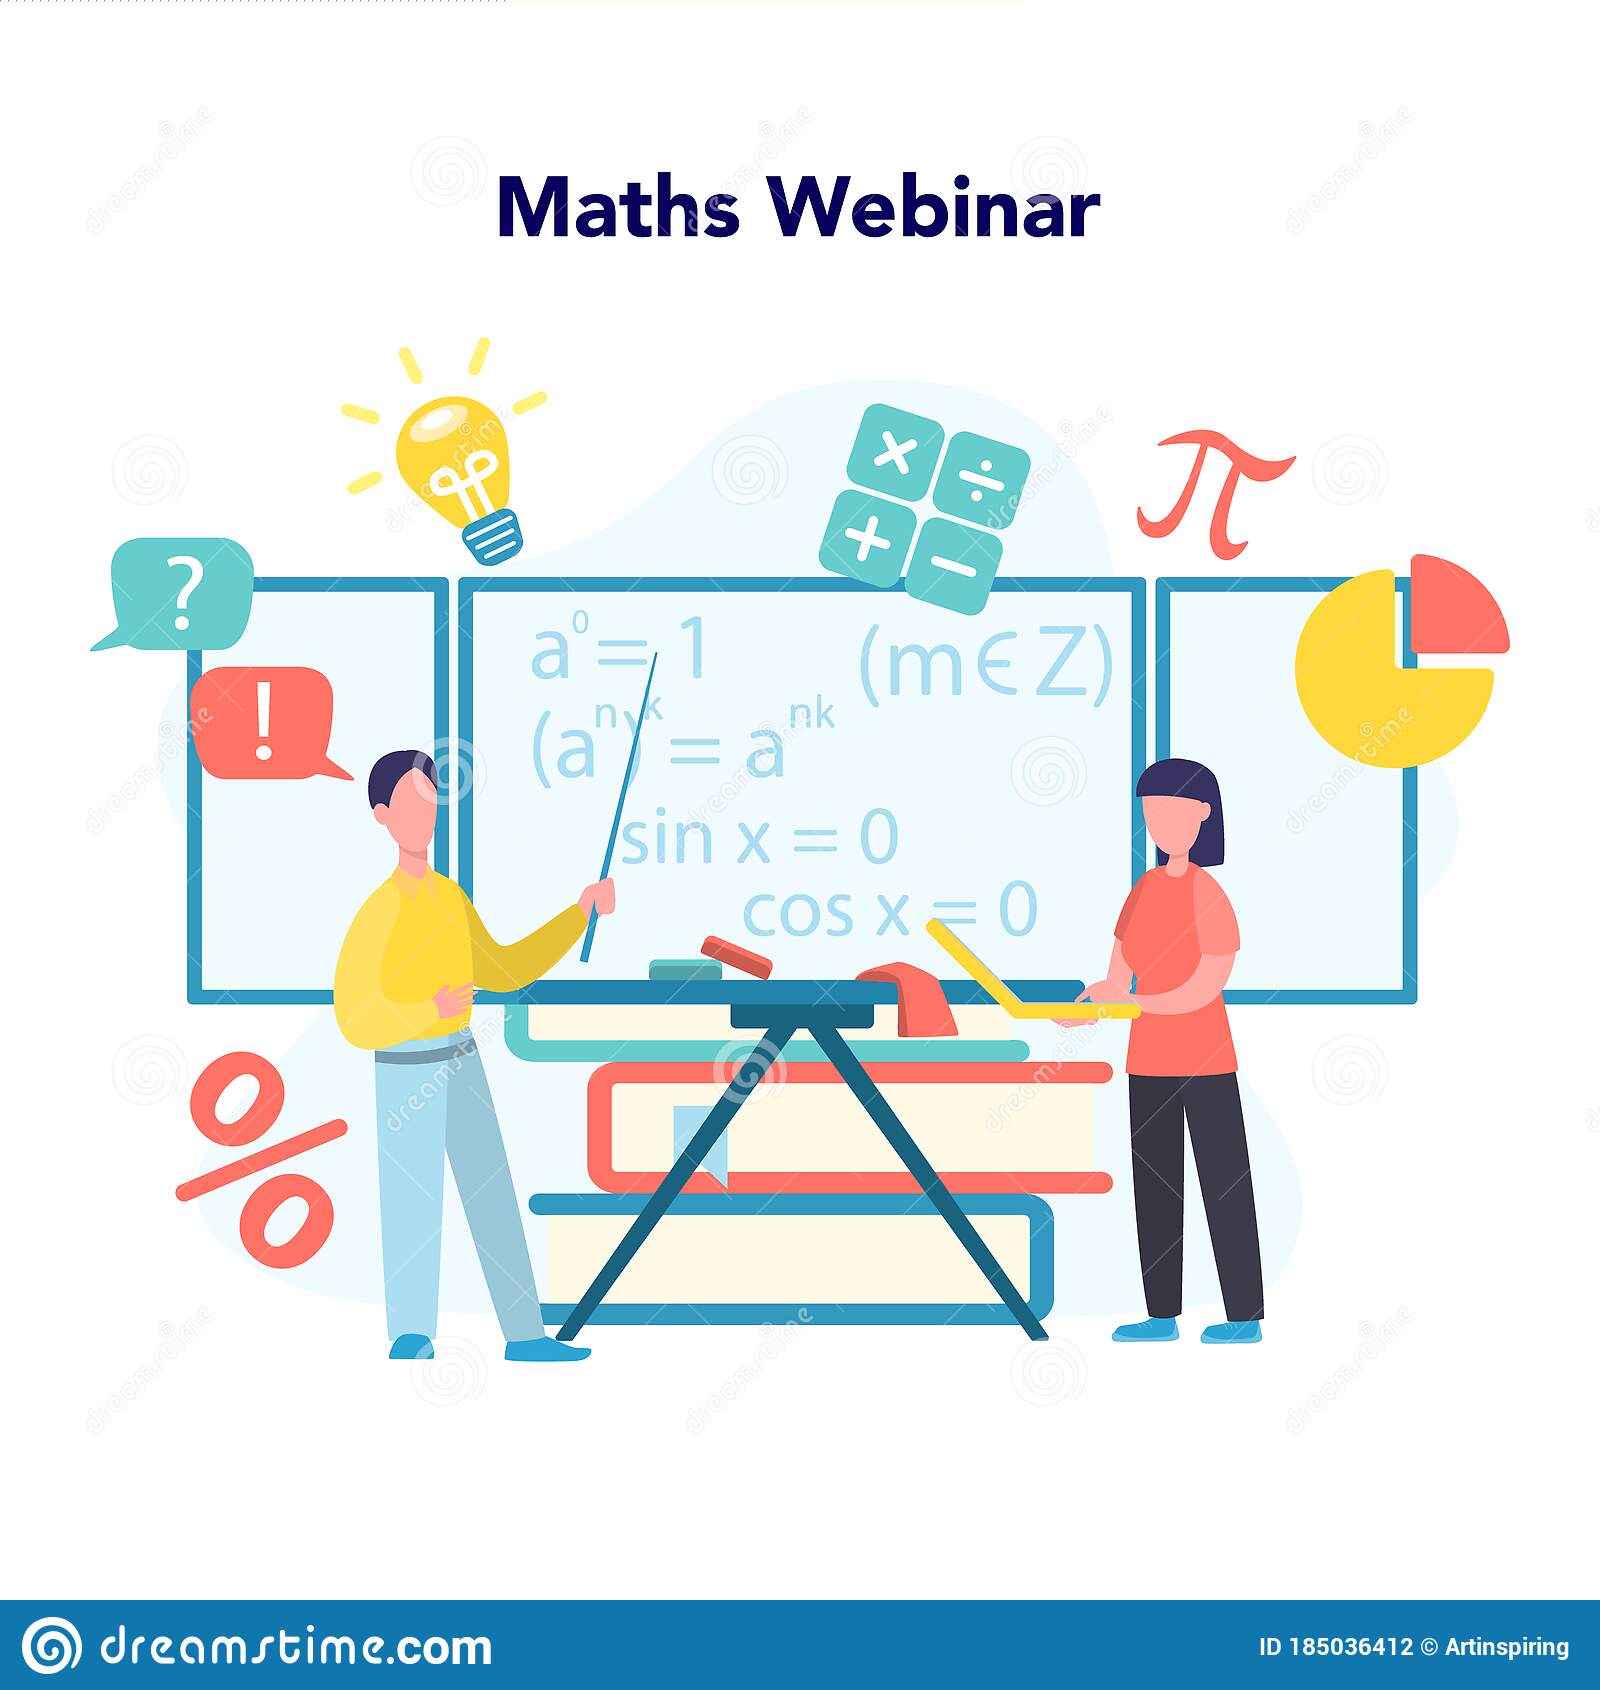 Maths Webinar
?
!
× ÷
+ −
π
a⁰ = 1 (m∈Z)
(aⁿ)ᵏ = aⁿᵏ
sin x = 0
cos x = 0
%
dreamstime.com
ID 185036412 © Artinspiring